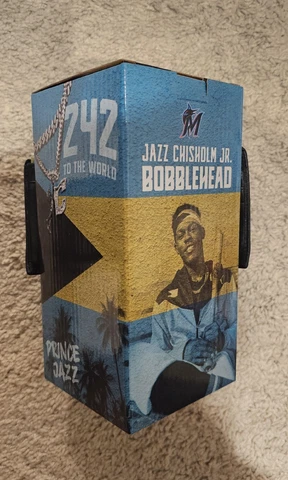 242
TO THE WORLD
PRINCE
JAZZ
M
JAZZ CHISHOLM JR.
BOBBLEHEAD